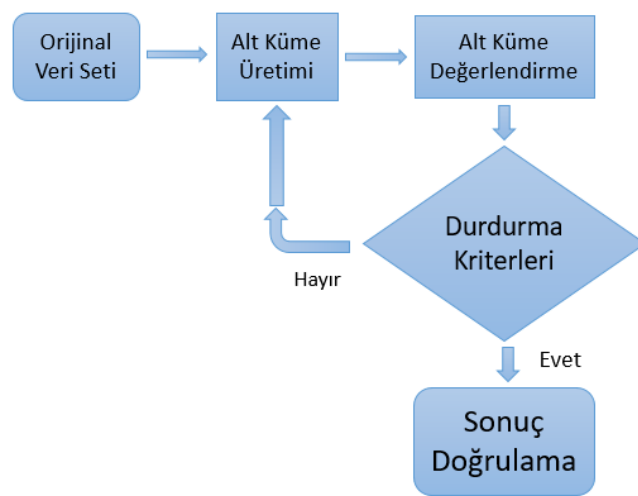 Orijinal
Veri Seti
Alt Küme
Üretimi
Alt Küme
Değerlendirme
Durdurma
Kriterleri
Hayır
Evet
Sonuç
Doğrulama